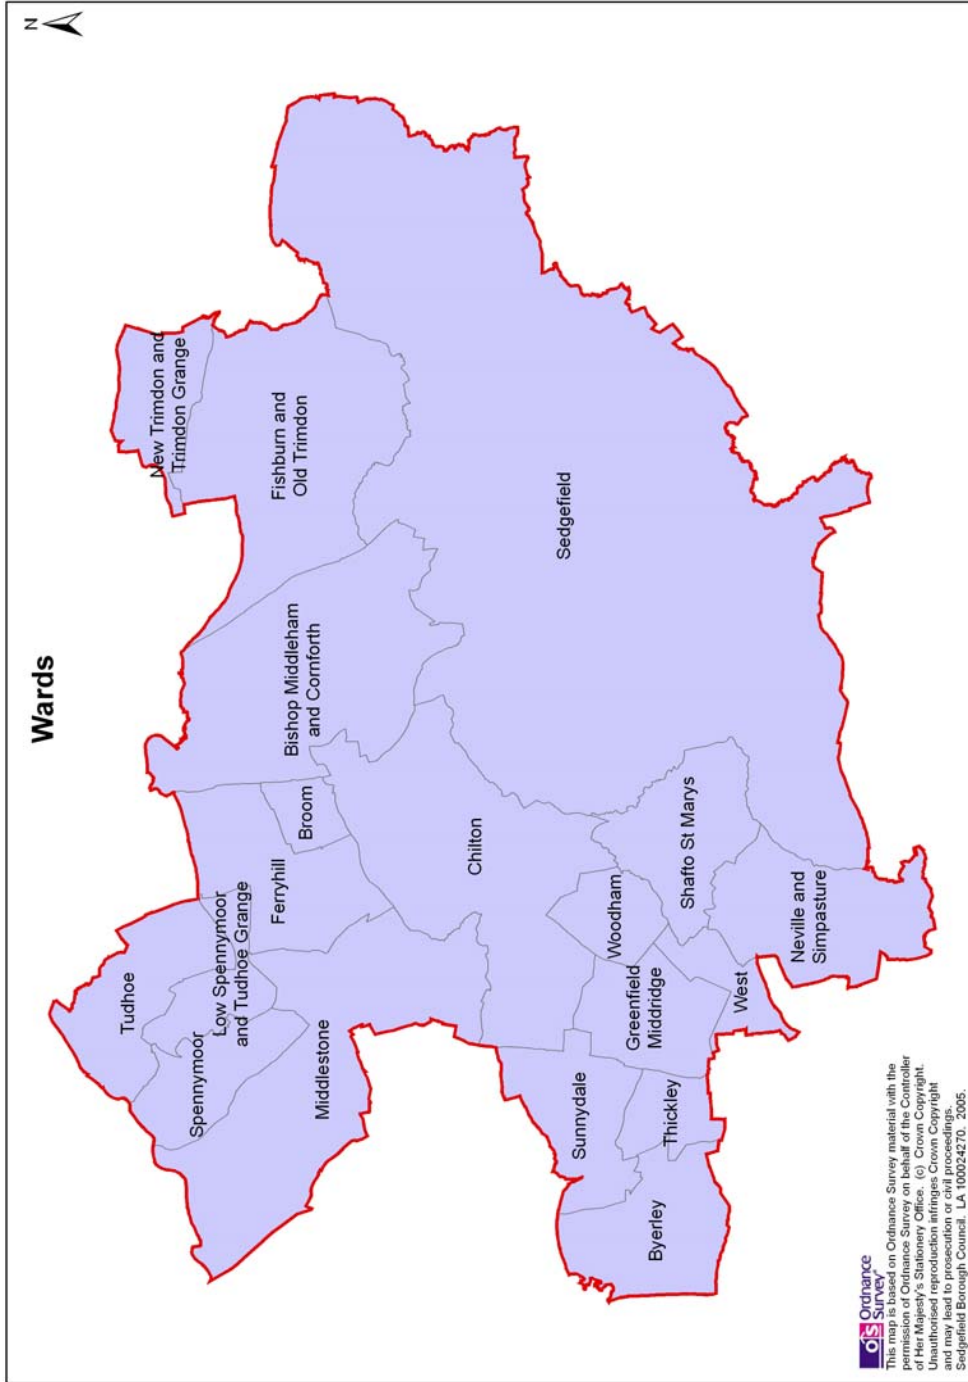 Wards
N
New Trimdon and
Trimdon Grange
Fishburn and
Old Trimdon
Sedgefield
Bishop Middleham
and Cornforth
Broom
Ferryhill
Chilton
Tudhoe
Low Spennymoor
and Tudhoe Grange
Spennymoor
Middlestone
Shafto St Marys
Woodham
Neville and
Simpasture
Greenfield
Middridge
West
Sunnydale
Thickley
Byerley
os Ordnance
Survey®
This map is based on Ordnance Survey material with the
permission of Ordnance Survey on behalf of the Controller
of Her Majesty's Stationery Office. (c) Crown Copyright.
Unauthorised reproduction infringes Crown Copyright
and may lead to prosecution or civil proceedings.
Sedgefield Borough Council. LA 100024270. 2005.